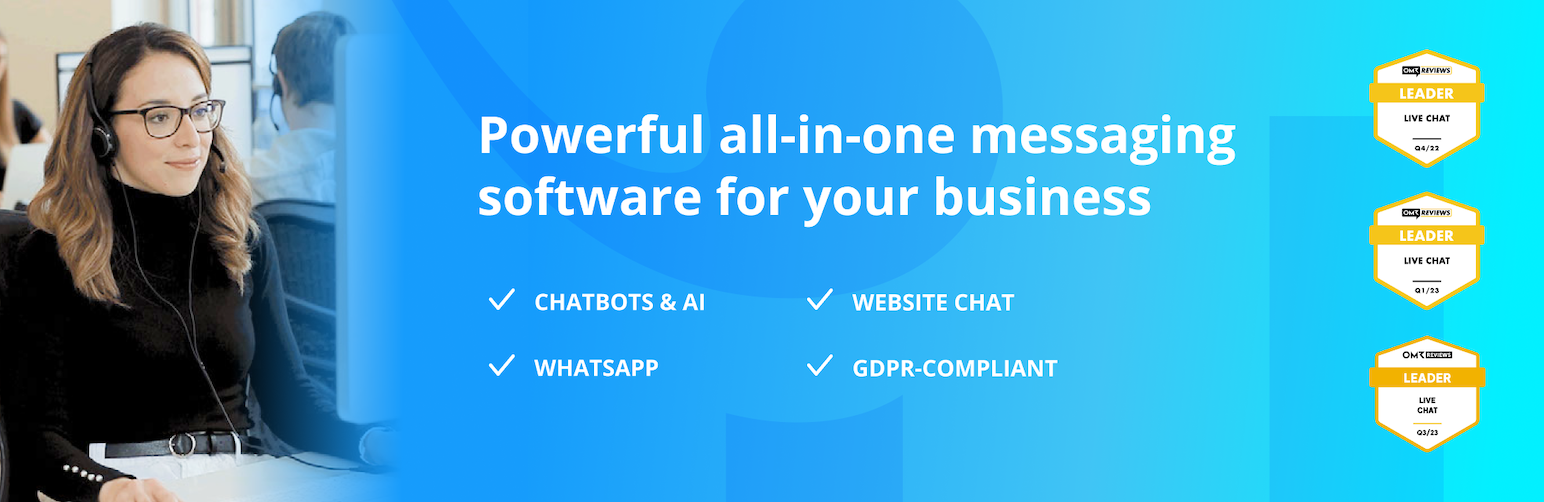 Powerful all-in-one messaging
software for your business
CHATBOTS & AI
WEBSITE CHAT
WHATSAPP
GDPR-COMPLIANT
OMR REVIEWS
LEADER
LIVE CHAT
Q4/22
OMR REVIEWS
LEADER
LIVE CHAT
Q1/23
OMR REVIEWS
LEADER
LIVE
CHAT
Q3/23